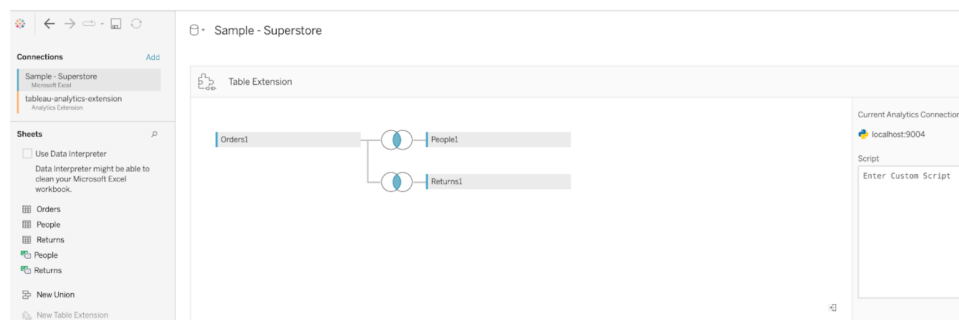 Sample - Superstore
Connections
Add
Sample - Superstore
Microsoft Excel
tableau-analytics-extension
Analytics Extension
Sheets
Use Data Interpreter
Data Interpreter might be able to
clean your Microsoft Excel
workbook.
Orders
People
Returns
People
Returns
New Union
New Table Extension
Table Extension
Orders1
People1
Returns1
Current Analytics Connection
localhost:9004
Script
Enter Custom Script